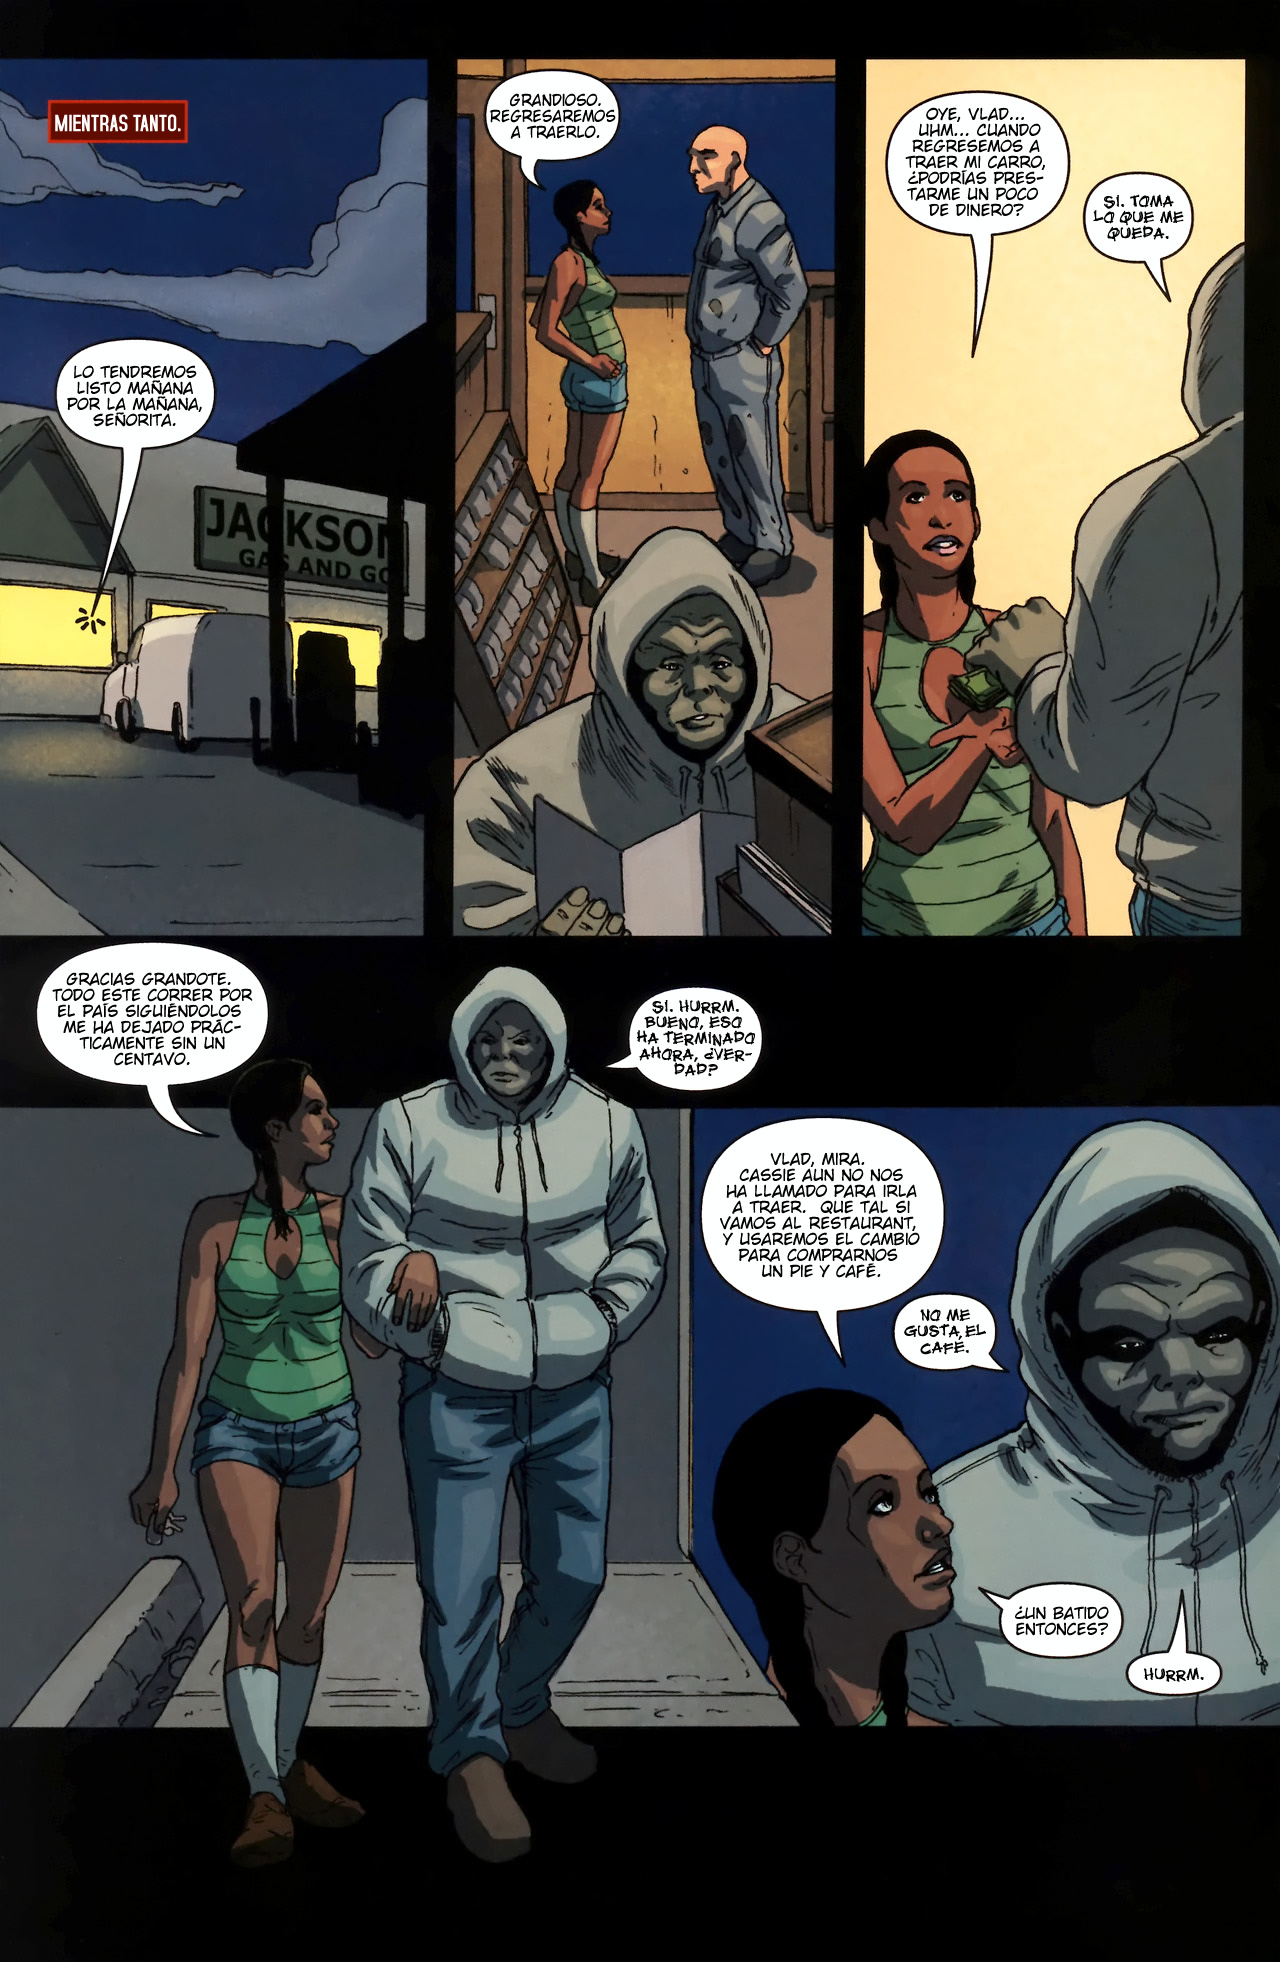 MIENTRAS TANTO.
LO TENDREMOS
LISTO MAÑANA
POR LA MAÑANA,
SEÑORITA.
JACKSON
GAS AND GO
GRANDIOSO.
REGRESAREMOS
A TRAERLO.
OYE, VLAD...
UHM... CUANDO
REGRESEMOS A
TRAER MI CARRO,
¿PODRÍAS PRES-
TARME UN POCO
DE DINERO?
SI. TOMA
LO QUE ME
QUEDA.
GRACIAS GRANDOTE.
TODO ESTE CORRER POR
EL PAÍS SIGUIÉNDOLOS
ME HA DEJADO PRÁC-
TICAMENTE SIN UN
CENTAVO.
SI. HURRM.
BUENO, ESO
HA TERMINADO
AHORA, ¿VER-
DAD?
VLAD, MIRA.
CASSIE AUN NO NOS
HA LLAMADO PARA IRLA
A TRAER. QUE TAL SI
VAMOS AL RESTAURANT,
Y USAREMOS EL CAMBIO
PARA COMPRARNOS
UN PIE Y CAFÉ.
NO ME
GUSTA EL
CAFÉ.
¿UN BATIDO
ENTONCES?
HURRM.